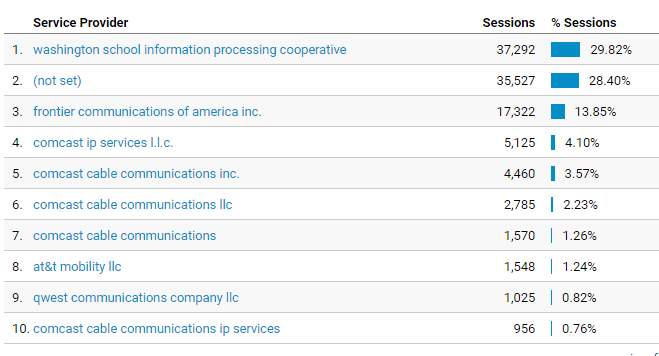 Service Provider Sessions % Sessions
1. washington school information processing cooperative 37,292 29.82%
2. (not set) 35,527 28.40%
3. frontier communications of america inc. 17,322 13.85%
4. comcast ip services l.l.c. 5,125 4.10%
5. comcast cable communications inc. 4,460 3.57%
6. comcast cable communications llc 2,785 2.23%
7. comcast cable communications 1,570 1.26%
8. at&t mobility llc 1,548 1.24%
9. qwest communications company llc 1,025 0.82%
10. comcast cable communications ip services 956 0.76%